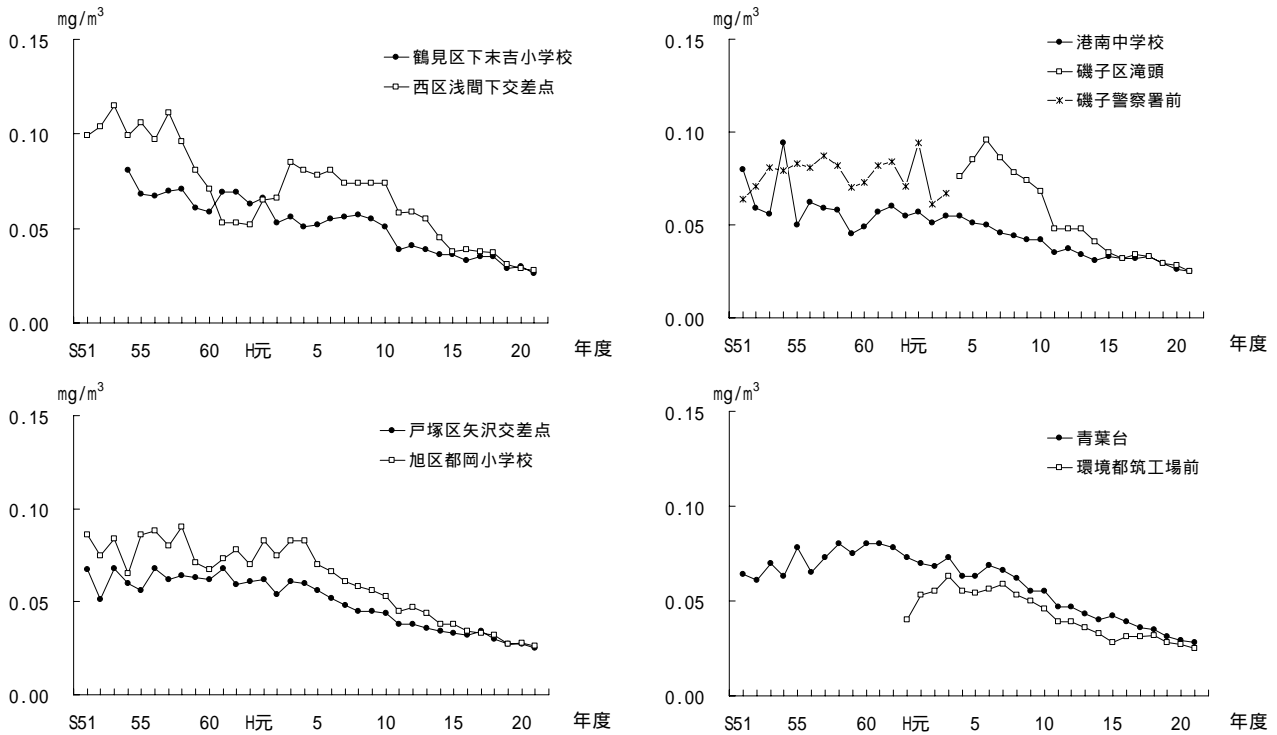 mg/m³
0.15
0.10
0.05
0.00
鶴見区下末吉小学校
西区浅間下交差点
S51 55 60 H元 5 10 15 20 年度
mg/m³
0.15
0.10
0.05
0.00
港南中学校
磯子区滝頭
磯子警察署前
S51 55 60 H元 5 10 15 20 年度
mg/m³
0.15
0.10
0.05
0.00
戸塚区矢沢交差点
旭区都岡小学校
S51 55 60 H元 5 10 15 20 年度
mg/m³
0.15
0.10
0.05
0.00
青葉台
環境都筑工場前
S51 55 60 H元 5 10 15 20 年度